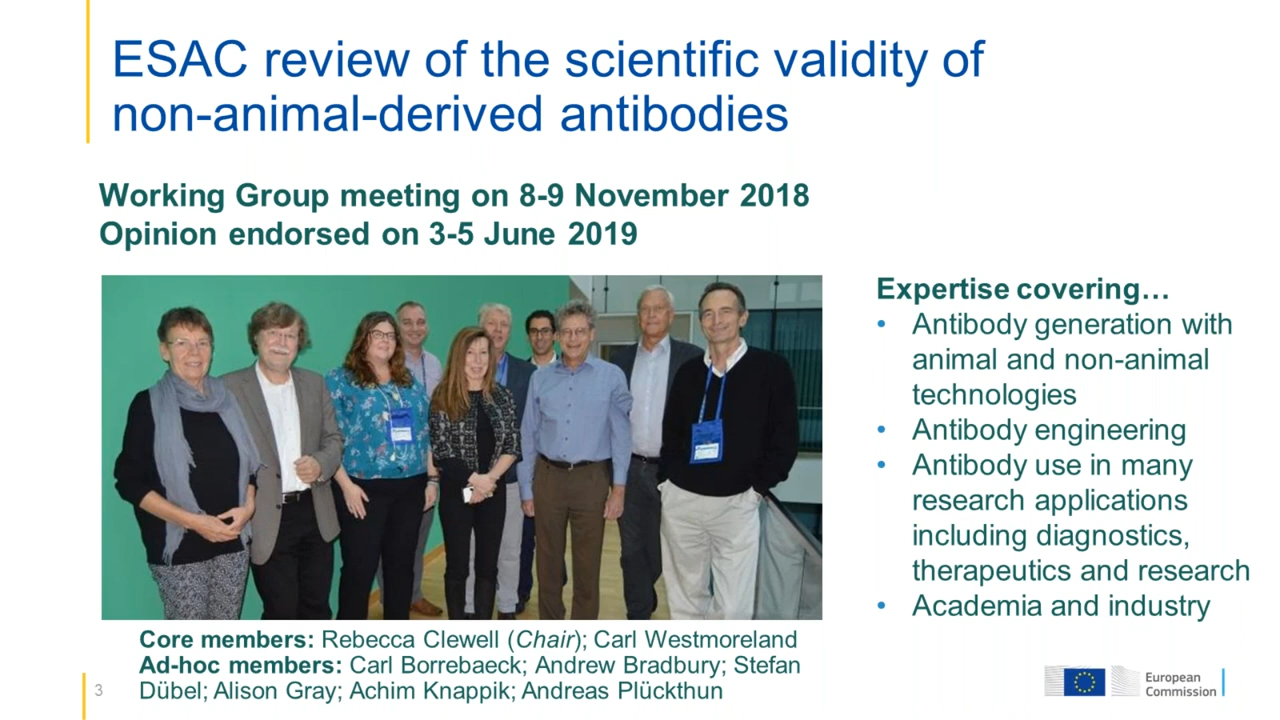 ESAC review of the scientific validity of
non-animal-derived antibodies
Working Group meeting on 8-9 November 2018
Opinion endorsed on 3-5 June 2019
Expertise covering…
• Antibody generation with
animal and non-animal
technologies
• Antibody engineering
• Antibody use in many
research applications
including diagnostics,
therapeutics and research
• Academia and industry
Core members: Rebecca Clewell (Chair); Carl Westmoreland
Ad-hoc members: Carl Borrebaeck; Andrew Bradbury; Stefan
Dübel; Alison Gray; Achim Knappik; Andreas Plückthun
3
European
Commission